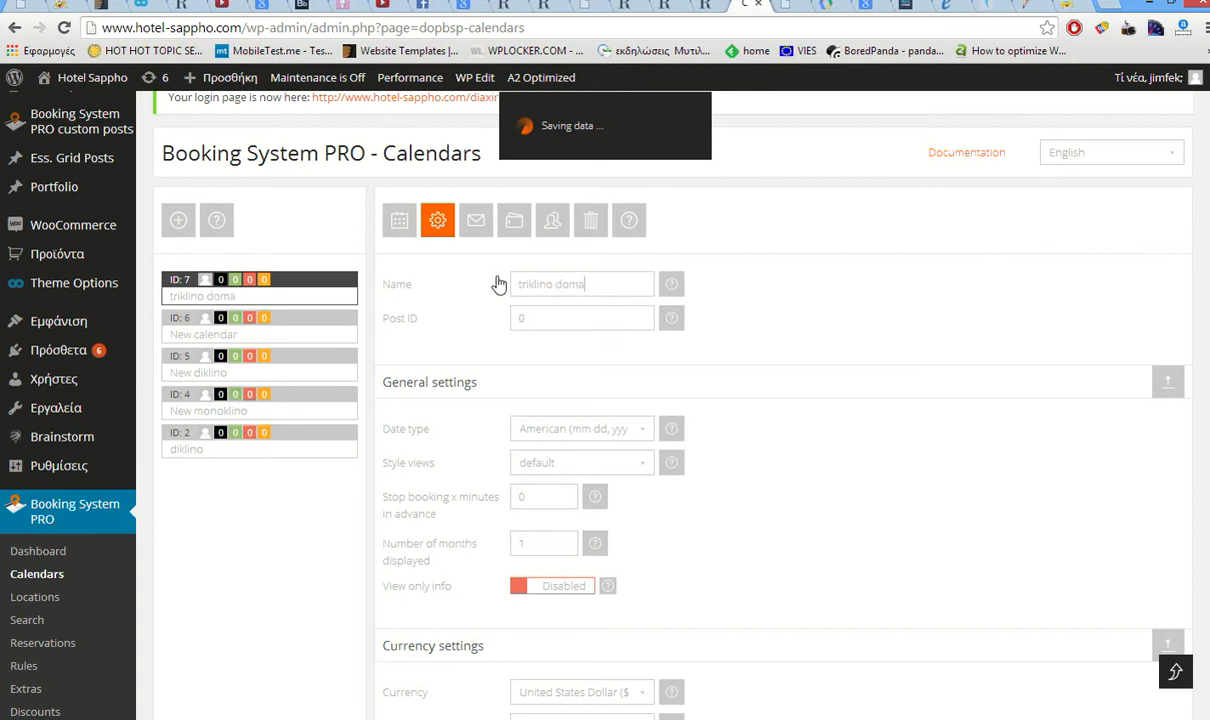 www.hotel-sappho.com/wp-admin/admin.php?page=dopbsp-calendars
Εφαρμογές HOT HOT TOPIC SE... MobileTest.me - Tes... Website Templates |... WPLOCKER.COM - ... εκδηλώσεις Μυτιλ... home VIES BoredPanda - panda... How to optimize W...
Hotel Sappho 6 Προσθήκη Maintenance is Off Performance WP Edit A2 Optimized Τί νέα, jimfek;
Your login page is now here: http://www.hotel-sappho.com/diaxir
Saving data ...
Booking System PRO custom posts
Ess. Grid Posts
Portfolio
WooCommerce
Προϊόντα
Theme Options
Εμφάνιση
Πρόσθετα 6
Χρήστες
Εργαλεία
Brainstorm
Ρυθμίσεις
Booking System PRO
Dashboard
Calendars
Locations
Search
Reservations
Rules
Extras
Discounts
Booking System PRO - Calendars
Documentation
English
ID: 7 0 0 0 0
triklino doma
ID: 6 0 0 0 0
New calendar
ID: 5 0 0 0 0
New diklino
ID: 4 0 0 0 0
New monoklino
ID: 2 0 0 0 0
diklino
Name triklino doma
Post ID 0
General settings
Date type American (mm dd, yyy
Style views default
Stop booking x minutes in advance 0
Number of months displayed 1
View only info Disabled
Currency settings
Currency United States Dollar ($